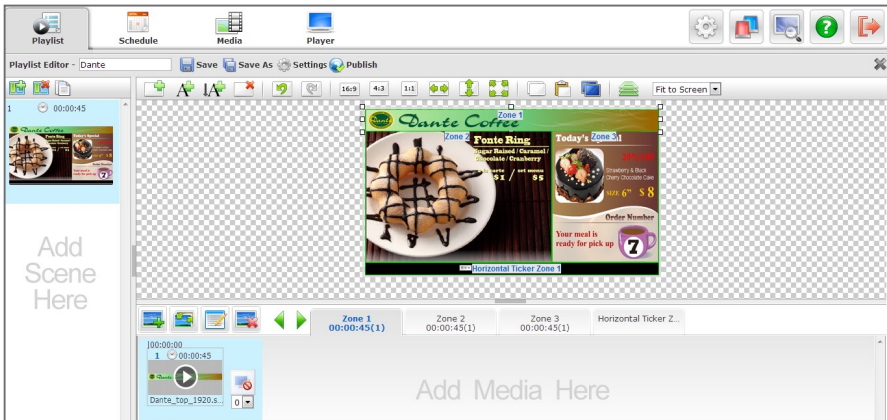 Playlist
Schedule
Media
Player
Playlist Editor - Dante
Save
Save As
Settings
Publish
16:9
4:3
1:1
Fit to Screen
1
00:00:45
Dante Coffee
Zone 1
Zone 2
Fonte Ring
Sugar Raised / Caramel /
Chocolate / Cranberry
set menu
$1 / $5
Zone 3
Strawberry & Black
Cherry Chocolate Cake
SIZE 6" $ 8
Order Number
Your meal is
ready for pick up
7
Horizontal Ticker Zone 1
Add
Scene
Here
Zone 1
00:00:45(1)
Zone 2
00:00:45(1)
Zone 3
00:00:45(1)
Horizontal Ticker Z...
|00:00:00
1
00:00:45
Dante_top_1920.s...
0
Add Media Here